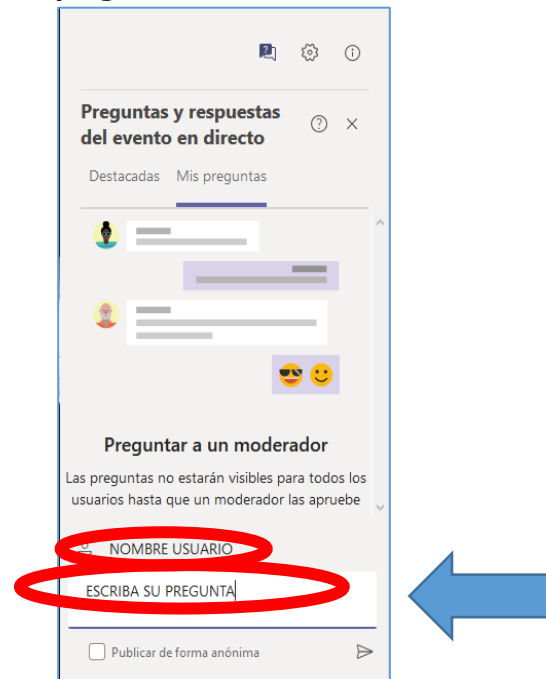 Preguntas y respuestas
del evento en directo
Destacadas Mis preguntas
Preguntar a un moderador
Las preguntas no estarán visibles para todos los
usuarios hasta que un moderador las apruebe
NOMBRE USUARIO
ESCRIBA SU PREGUNTA
Publicar de forma anónima